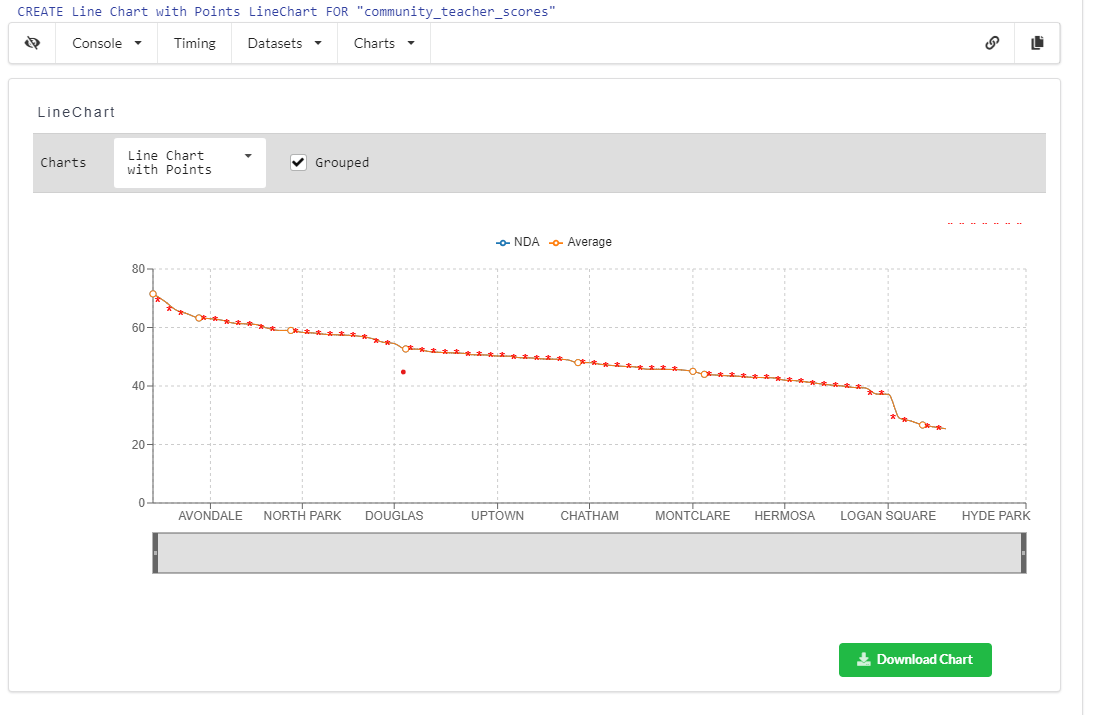 CREATE Line Chart with Points LineChart FOR "community_teacher_scores"
Console Timing Datasets Charts
LineChart
Charts
Line Chart
with Points
Grouped
NDA Average
80
60
40
20
0
AVONDALE NORTH PARK DOUGLAS UPTOWN CHATHAM MONTCLARE HERMOSA LOGAN SQUARE HYDE PARK
Download Chart